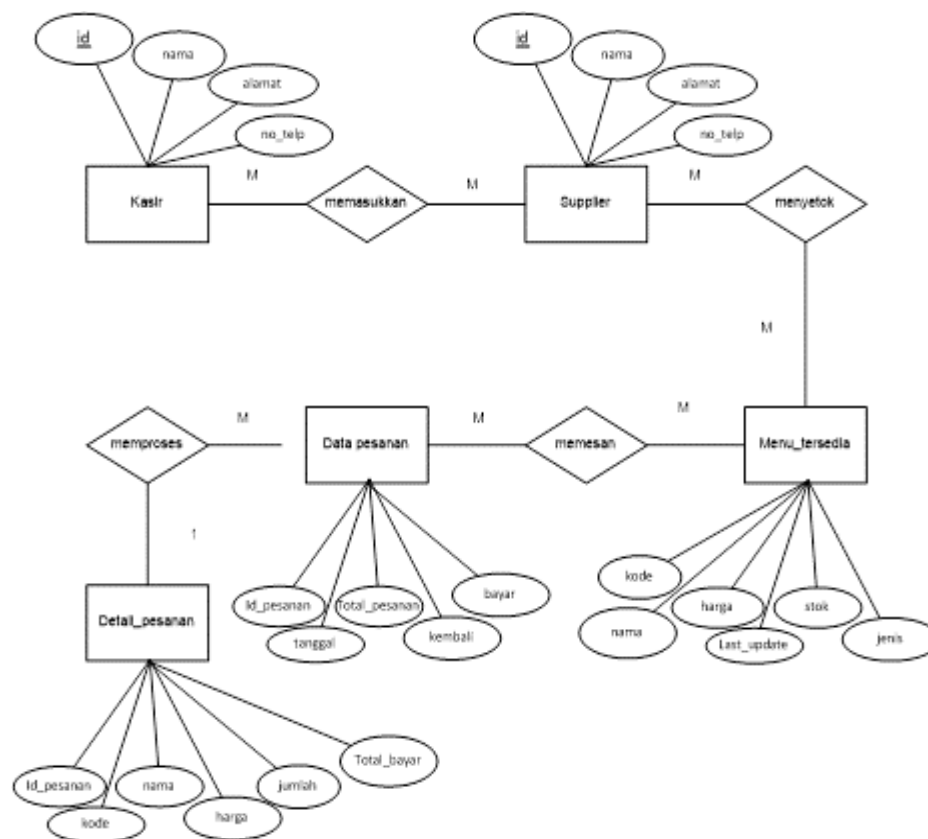 id
nama
alamat
no_telp
id
nama
alamat
no_telp
Kasir
M
memasukkan
M
Supplier
M
menyetok
M
memproses
M
Data pesanan
M
memesan
M
Menu_tersedia
1
Detail_pesanan
Id_pesanan
tanggal
Total_pesanan
kembali
bayar
kode
nama
harga
Last_update
stok
jenis
Id_pesanan
kode
nama
harga
jumlah
Total_bayar